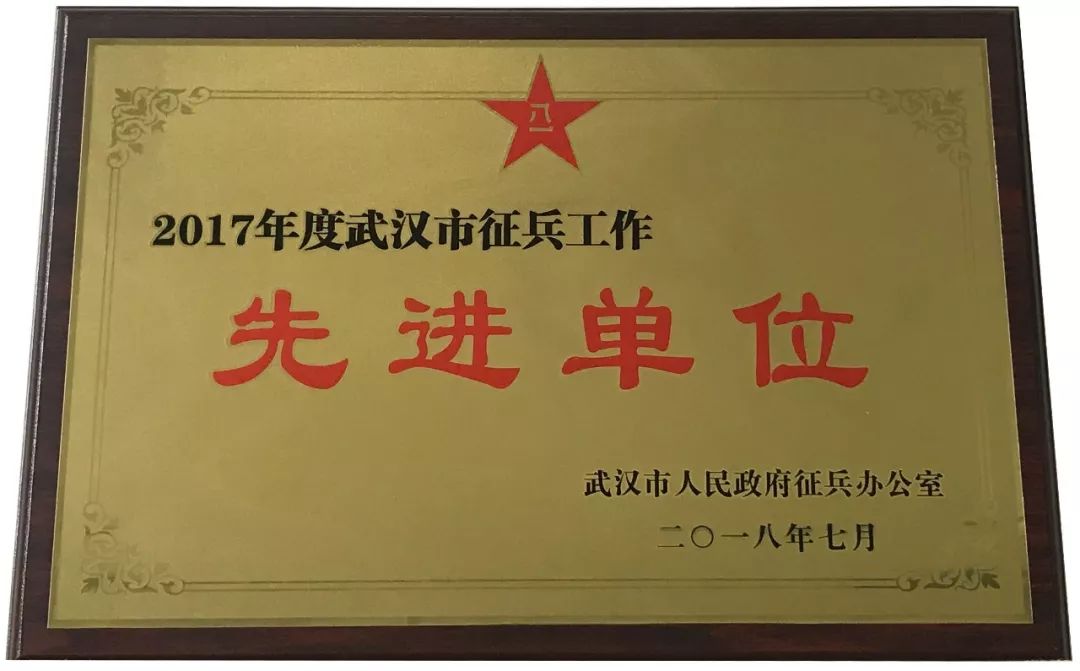 八一
2017年度武汉市征兵工作
先进单位
武汉市人民政府征兵办公室
二〇一八年七月